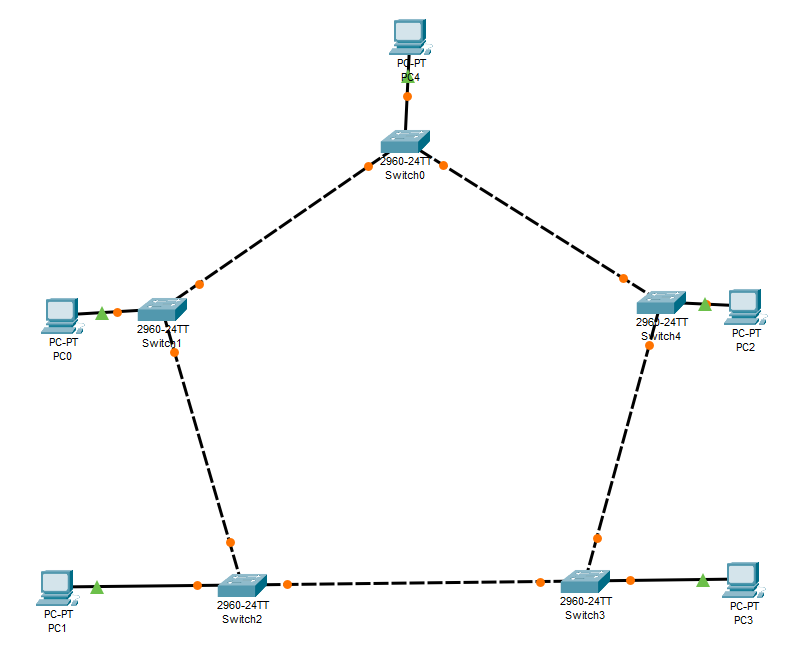 PC-PT
PC4
2960-24TT
Switch0
2960-24TT
Switch1
2960-24TT
Switch4
PC-PT
PC0
PC-PT
PC2
2960-24TT
Switch2
2960-24TT
Switch3
PC-PT
PC1
PC-PT
PC3